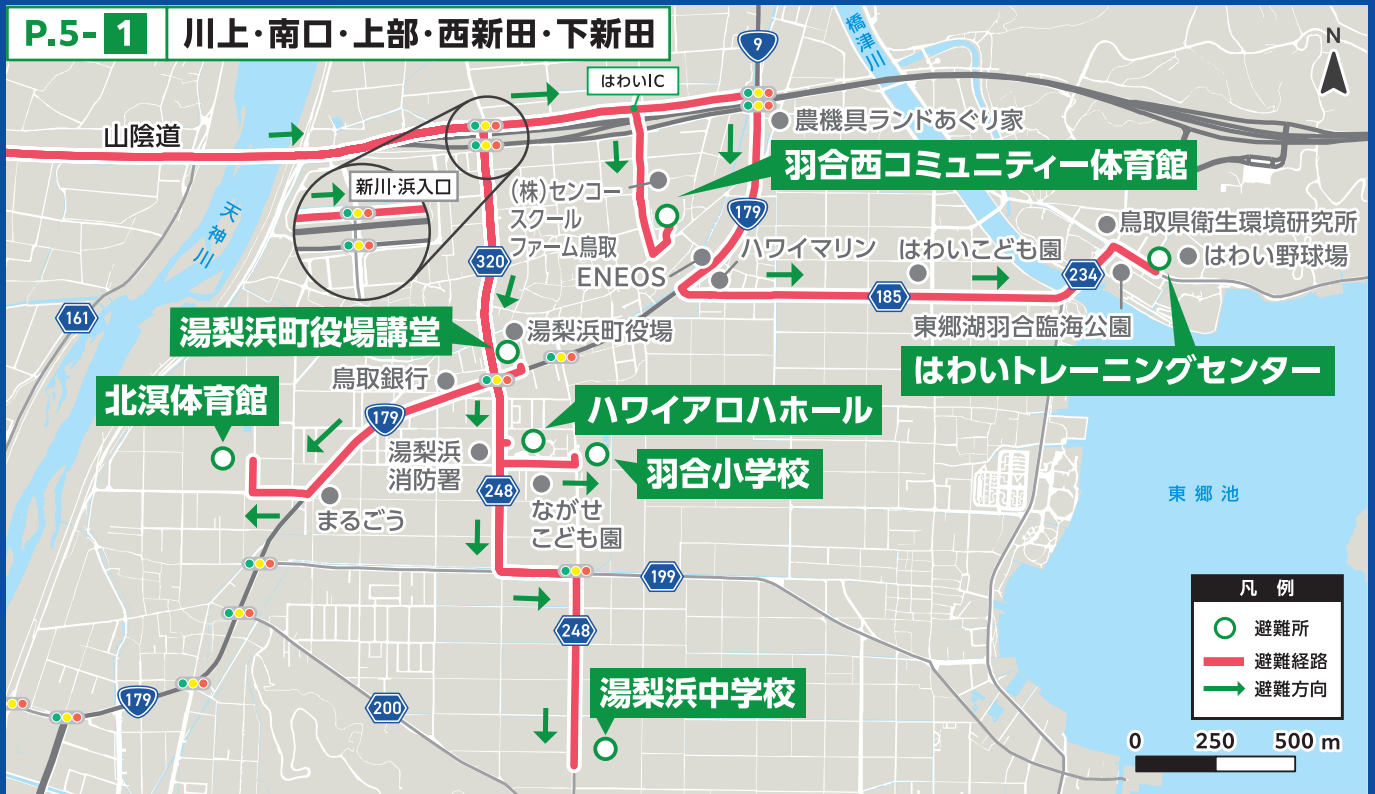 P.5-1 川上・南口・上部・西新田・下新田
N
9
橋津川
はわいIC
山陰道
農機具ランドあぐり家
羽合西コミュニティー体育館
新川・浜入口
(株)センコー
スクール
ファーム鳥取
天神川
179
鳥取県衛生環境研究所
はわい野球場
ハワイマリン
はわいこども園
320
ENEOS
234
185
161
湯梨浜町役場講堂
湯梨浜町役場
東郷湖羽合臨海公園
はわいトレーニングセンター
鳥取銀行
北溟体育館
179
ハワイアロハホール
湯梨浜
消防署
羽合小学校
248
ながせ
こども園
まるごう
東郷池
199
248
179
200
湯梨浜中学校
凡例
避難所
避難経路
避難方向
0 250 500 m